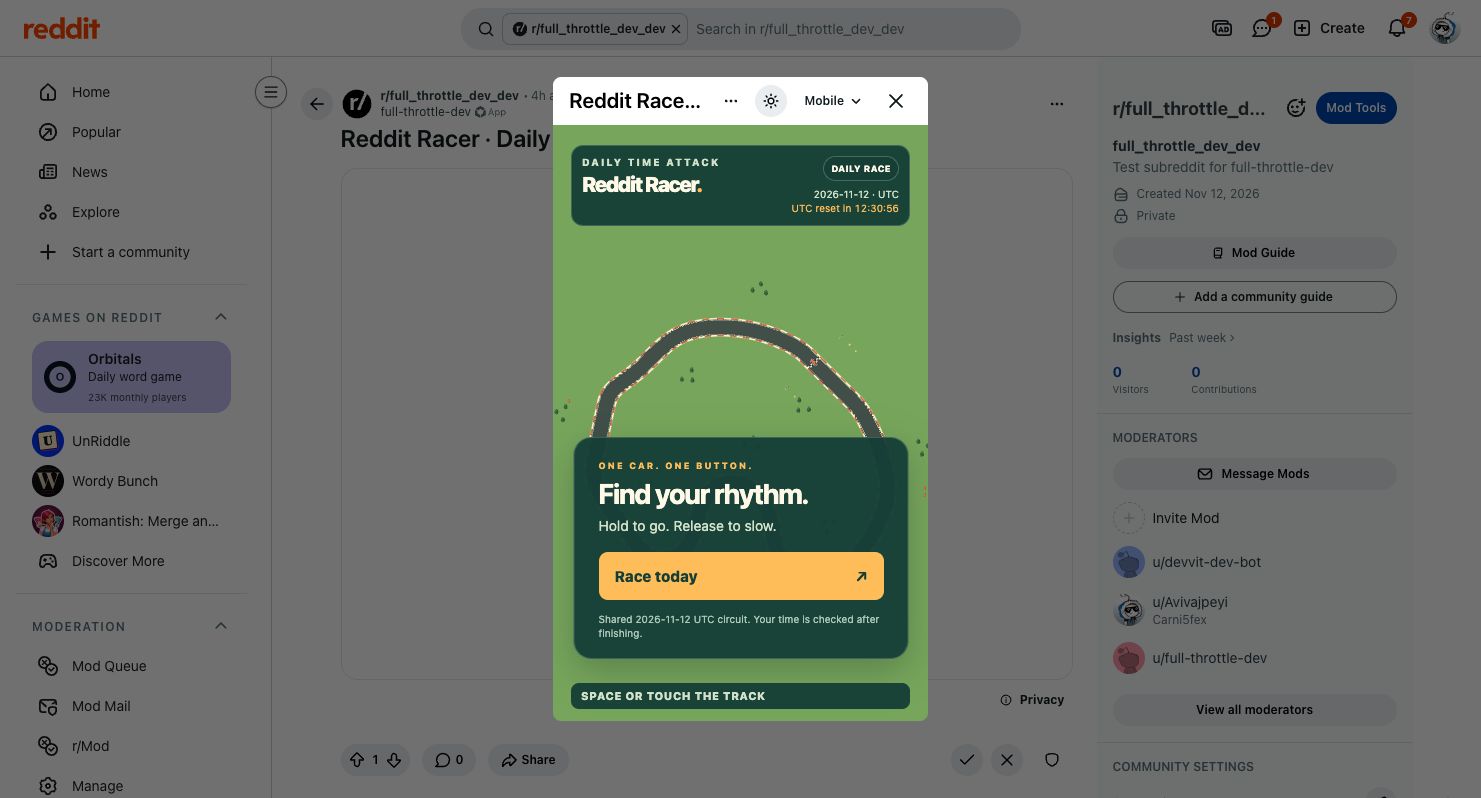 reddit
r/full_throttle_dev_dev
Search in r/full_throttle_dev_dev
AD
1
Create
7
Home
Popular
News
Explore
Start a community
GAMES ON REDDIT
Orbitals
Daily word game
23K monthly players
UnRiddle
Wordy Bunch
Romantish: Merge an...
Discover More
MODERATION
Mod Queue
Mod Mail
r/Mod
Manage
r/full_throttle_dev_dev · 4h
full-throttle-dev App
Reddit Racer · Daily
Reddit Race...
Mobile
DAILY TIME ATTACK
Reddit Racer.
DAILY RACE
2026-11-12 · UTC
UTC reset in 12:30:56
ONE CAR. ONE BUTTON.
Find your rhythm.
Hold to go. Release to slow.
Race today
Shared 2026-11-12 UTC circuit. Your time is checked after
finishing.
SPACE OR TOUCH THE TRACK
Privacy
1
0
Share
r/full_throttle_d...
Mod Tools
full_throttle_dev_dev
Test subreddit for full-throttle-dev
Created Nov 12, 2026
Private
Mod Guide
Add a community guide
Insights Past week
0
0
Visitors
Contributions
MODERATORS
Message Mods
Invite Mod
u/devvit-dev-bot
u/Avivajpeyi
Carni5fex
u/full-throttle-dev
View all moderators
COMMUNITY SETTINGS